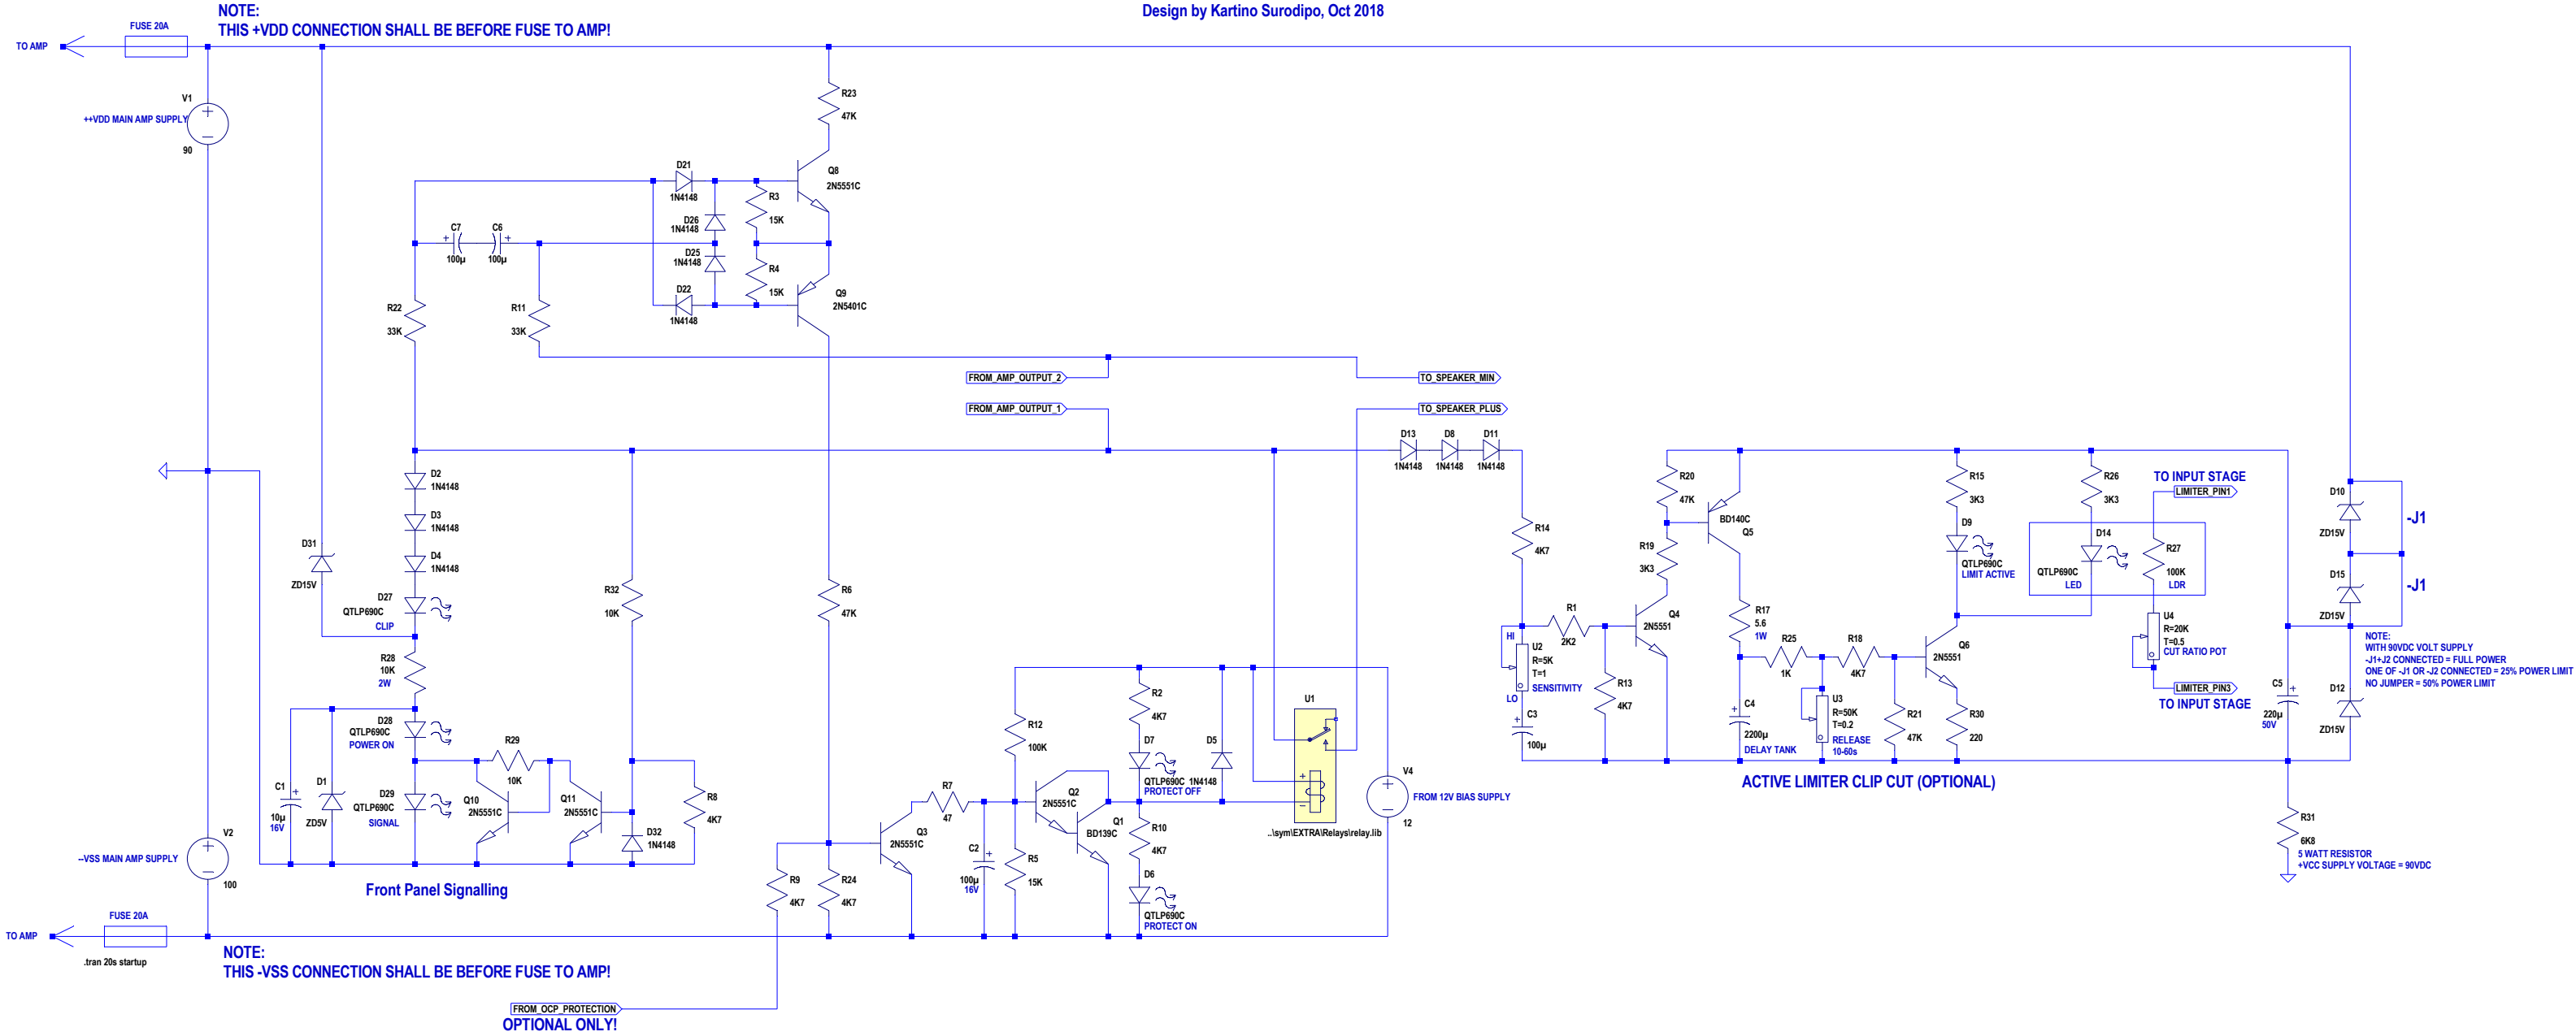 NOTE:
THIS +VDD CONNECTION SHALL BE BEFORE FUSE TO AMP!
Design by Kartino Surodipo, Oct 2018
FUSE 20A
TO AMP
V1
++VDD MAIN AMP SUPPLY
90
R23
47K
D21
1N4148
Q8
2N5551C
R3
15K
D26
1N4148
C7
100µ
C6
100µ
D25
1N4148
R4
15K
D22
1N4148
Q9
2N5401C
R22
33K
R11
33K
FROM_AMP_OUTPUT_2
TO_SPEAKER_MIN
FROM_AMP_OUTPUT_1
TO_SPEAKER_PLUS
D2
1N4148
D3
1N4148
D4
1N4148
D31
ZD15V
D27
QTLP690C
CLIP
R28
10K
2W
R32
10K
R6
47K
D28
QTLP690C
POWER ON
R29
10K
C1
10µ
16V
D1
ZD5V
D29
QTLP690C
SIGNAL
Q10
2N5551C
Q11
2N5551C
R8
4K7
D32
1N4148
V2
--VSS MAIN AMP SUPPLY
100
Front Panel Signalling
D13
1N4148
D8
1N4148
D11
1N4148
R14
4K7
HI
U2
R=5K
T=1
SENSITIVITY
LO
C3
100µ
R1
2K2
R13
4K7
Q4
2N5551
R20
47K
R19
3K3
BD140C
Q5
R17
5.6
1W
R25
1K
R18
4K7
C4
2200µ
DELAY TANK
U3
R=50K
T=0.2
RELEASE
10-60s
R21
47K
Q6
2N5551
R30
220
R15
3K3
D9
QTLP690C
LIMIT ACTIVE
R26
3K3
D14
QTLP690C
LED
R27
100K
LDR
TO INPUT STAGE
LIMITER_PIN1
U4
R=20K
T=0.5
CUT RATIO POT
LIMITER_PIN3
TO INPUT STAGE
D10
ZD15V
-J1
D15
ZD15V
-J1
NOTE:
WITH 90VDC VOLT SUPPLY
-J1+J2 CONNECTED = FULL POWER
ONE OF -J1 OR -J2 CONNECTED = 25% POWER LIMIT
NO JUMPER = 50% POWER LIMIT
C5
220µ
50V
D12
ZD15V
ACTIVE LIMITER CLIP CUT (OPTIONAL)
R31
6K8
5 WATT RESISTOR
+VCC SUPPLY VOLTAGE = 90VDC
R2
4K7
R12
100K
D7
QTLP690C
PROTECT OFF
D5
1N4148
U1
..\sym\EXTRA\Relays\relay.lib
V4
FROM 12V BIAS SUPPLY
12
R7
47
Q2
2N5551C
Q1
BD139C
R10
4K7
Q3
2N5551C
C2
100µ
16V
R5
15K
D6
QTLP690C
PROTECT ON
R9
4K7
R24
4K7
FUSE 20A
TO AMP
.tran 20s startup
NOTE:
THIS -VSS CONNECTION SHALL BE BEFORE FUSE TO AMP!
FROM_OCP_PROTECTION
OPTIONAL ONLY!